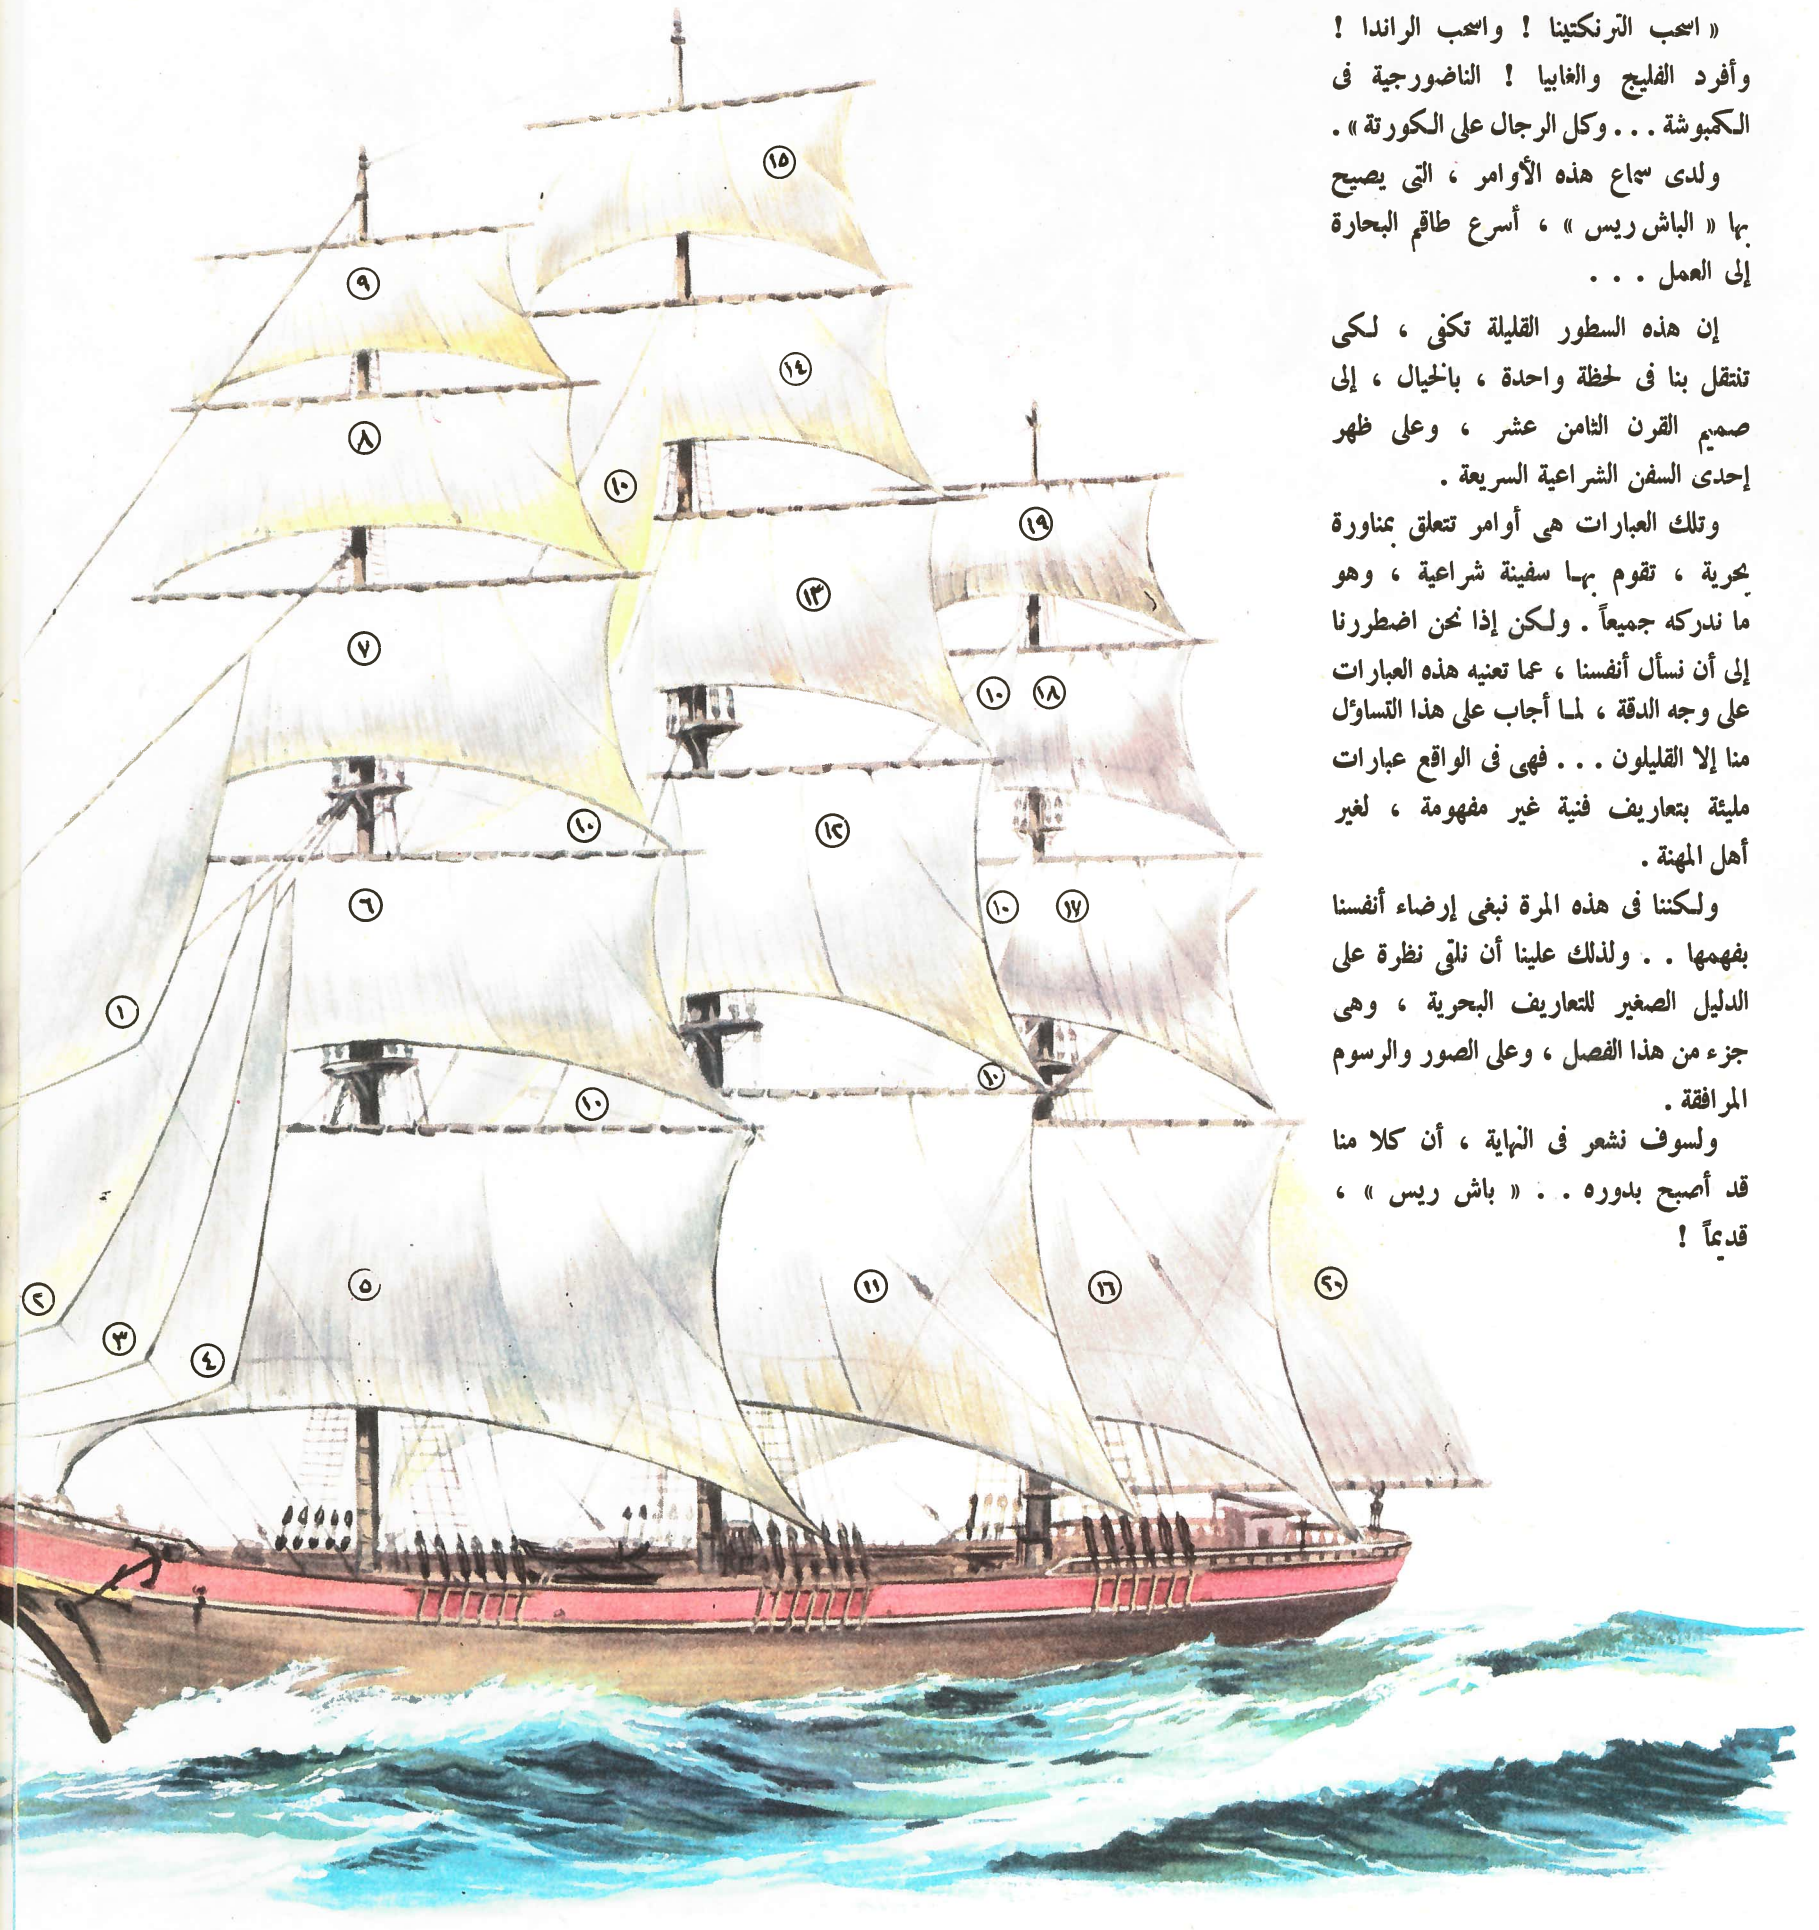 « اسحب الترنكتينا ! واسحب الراندا !
وأفرد الفليج والغابيا ! الناضورجية فى
الكمبوشة . . . وكل الرجال على الكورتة » .
ولدى سماع هذه الأوامر ، التى يصيح
بها « الباش ريس » ، أسرع طاقم البحارة
إلى العمل . . .
إن هذه السطور القليلة تكفى ، لكى
تنتقل بنا فى لحظة واحدة ، بالخيال ، إلى
صميم القرن الثامن عشر ، وعلى ظهر
إحدى السفن الشراعية السريعة .
وتلك العبارات هى أوامر تتعلق بمناورة
بحرية ، تقوم بها سفينة شراعية ، وهو
ما ندركه جميعاً . ولكن إذا نحن اضطررنا
إلى أن نسأل أنفسنا ، عما تعنيه هذه العبارات
على وجه الدقة ، لما أجاب على هذا التساؤل
منا إلا القليلون . . . فهى فى الواقع عبارات
مليئة بتعاريف فنية غير مفهومة ، لغير
أهل المهنة .
ولكننا فى هذه المرة نبغى إرضاء أنفسنا
بفهمها . . ولذلك علينا أن نلقى نظرة على
الدليل الصغير للتعاريف البحرية ، وهى
جزء من هذا الفصل ، وعلى الصور والرسوم
المرافقة .
ولسوف نشعر فى النهاية ، أن كلا منا
قد أصبح بدوره . . « باش ريس » ،
قديماً !
١٥
٩
١٤
٨
١٠
١٩
١٣
٧
١٠
١٨
١٠
١٢
٦
١٠
١٧
١
١٠
١٠
٥
١١
١٦
٢٠
٢
٣
٤